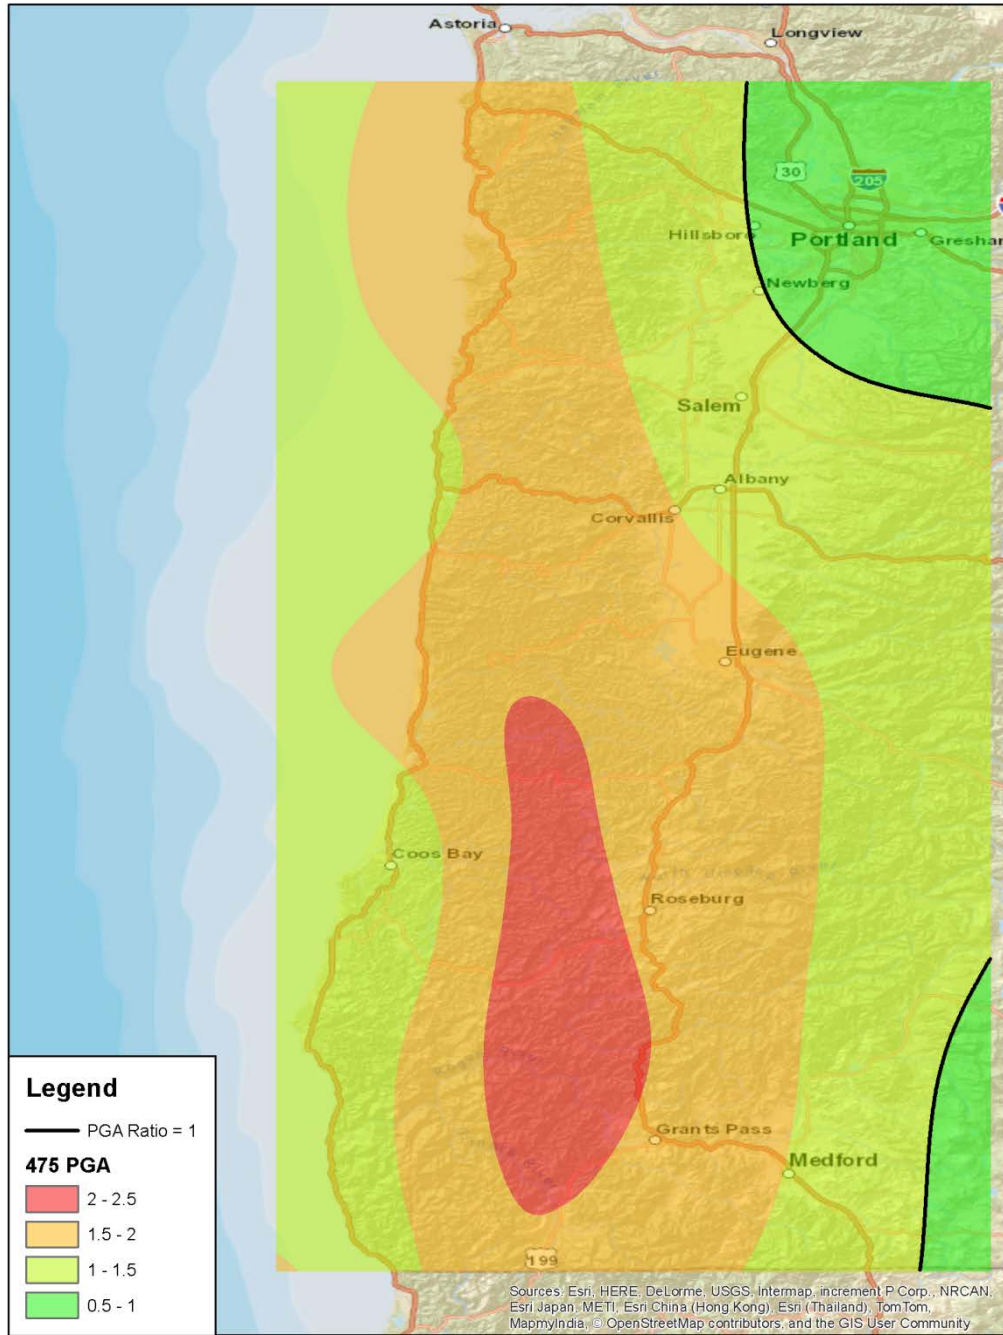 Astoria
Longview
30
205
Hillsboro
Portland
Gresham
Newberg
Salem
Albany
Corvallis
Eugene
Coos Bay
Roseburg
Grants Pass
Medford
199
Legend
PGA Ratio = 1
475 PGA
2 - 2.5
1.5 - 2
1 - 1.5
0.5 - 1
Sources: Esri, HERE, DeLorme, USGS, Intermap, increment P Corp., NRCAN,
Esri Japan, METI, Esri China (Hong Kong), Esri (Thailand), TomTom,
MapmyIndia, © OpenStreetMap contributors, and the GIS User Community